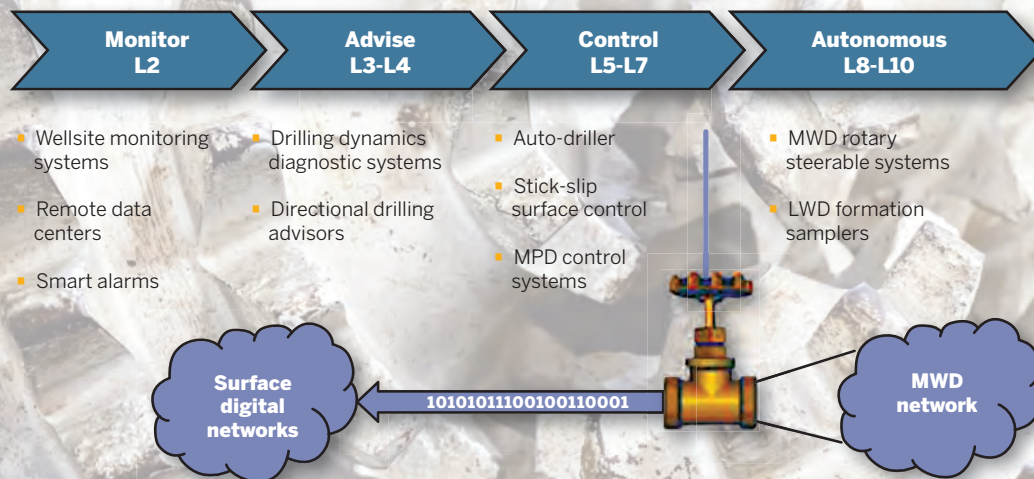 Monitor
L2
Advise
L3-L4
Control
L5-L7
Autonomous
L8-L10
Wellsite monitoring
systems
Remote data
centers
Smart alarms
Drilling dynamics
diagnostic systems
Directional drilling
advisors
Auto-driller
Stick-slip
surface control
MPD control
systems
MWD rotary
steerable systems
LWD formation
samplers
Surface
digital
networks
10101011100100110001
MWD
network